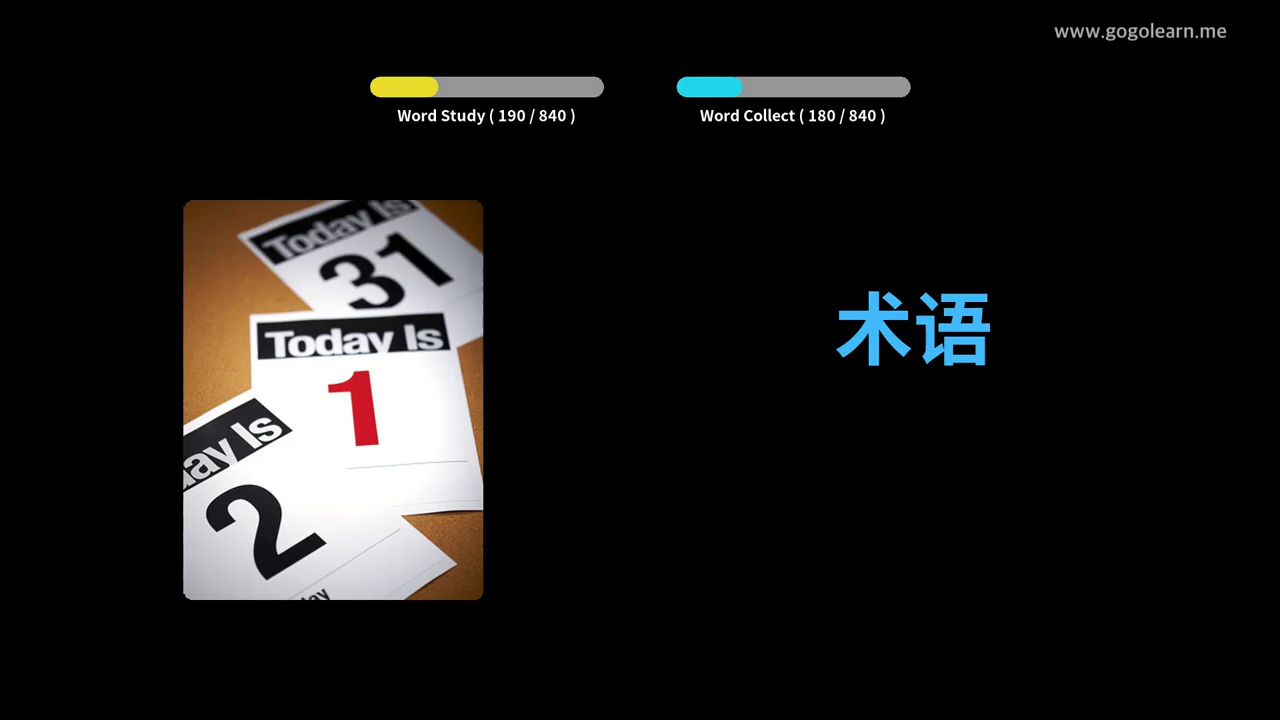 www.gogolearn.me
Word Study ( 190 / 840 )
Word Collect ( 180 / 840 )
Today Is
31
Today Is
1
ay Is
2
ay
术语